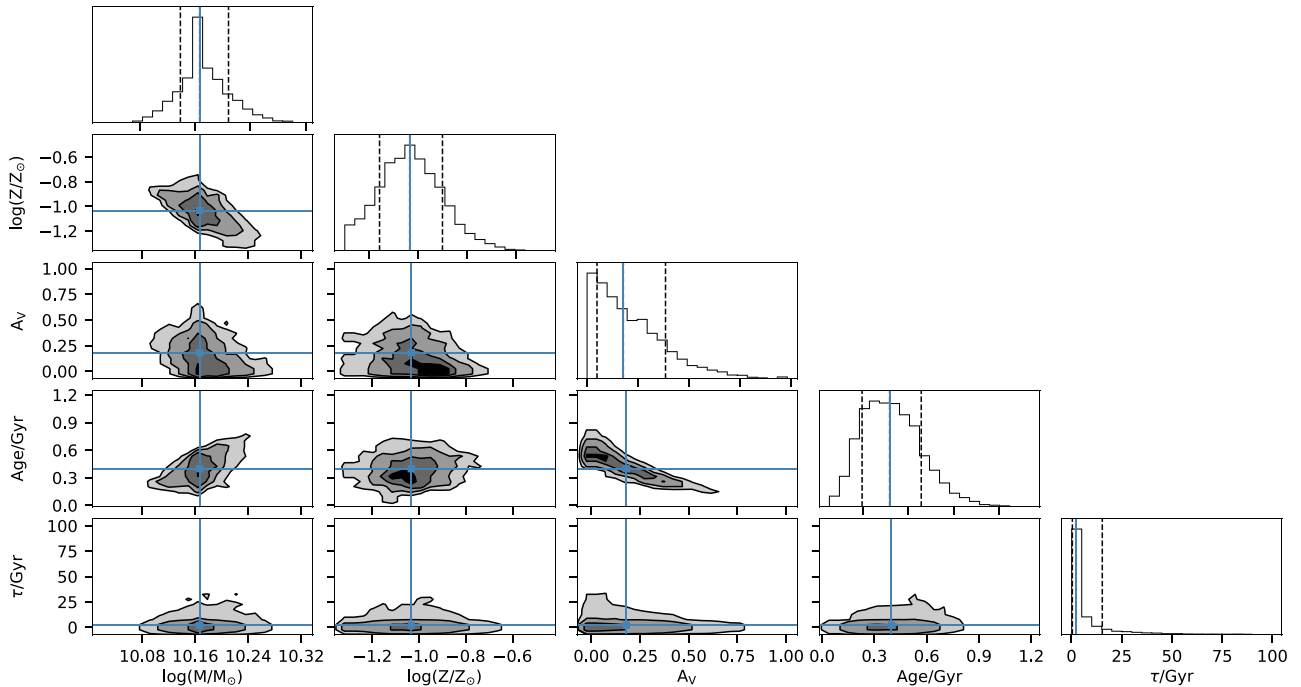 −0.6
−0.8
−1.0
−1.2
log(Z/Z⊙)
1.00
0.75
0.50
0.25
0.00
A_V
1.2
0.9
0.6
0.3
0.0
Age/Gyr
100
75
50
25
0
τ/Gyr
10.08 10.16 10.24 10.32
−1.2 −1.0 −0.8 −0.6
0.00 0.25 0.50 0.75 1.00
0.0 0.3 0.6 0.9 1.2
0 25 50 75 100
log(M/M⊙)
log(Z/Z⊙)
A_V
Age/Gyr
τ/Gyr